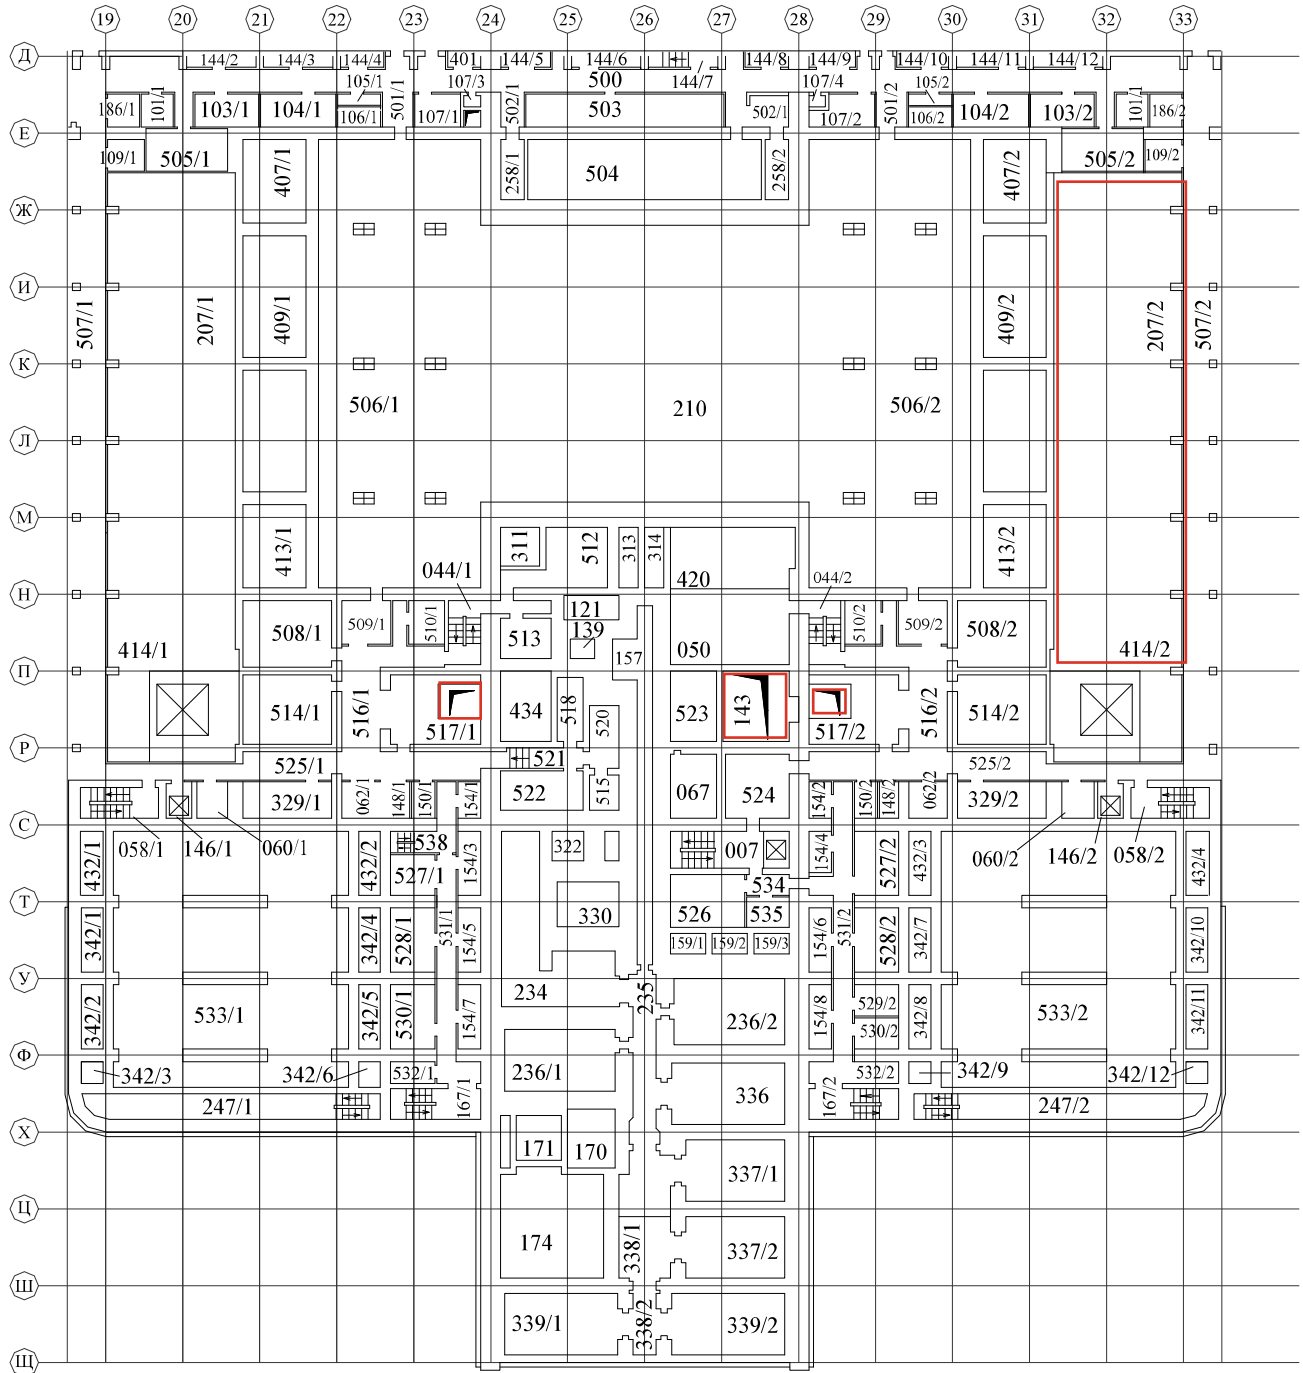 19 20 21 22 23 24 25 26 27 28 29 30 31 32 33
Д 144/2 144/3 144/4 401 144/5 144/6 144/7 144/8 144/9 144/10 144/11 144/12
105/1 107/3 500 107/4 105/2
186/1 101/1 103/1 104/1 106/1 501/1 107/1 502/1 503 502/1 107/2 501/2 106/2 104/2 103/2 101/1 186/2
Е
109/1 505/1 407/1 258/1 504 258/2 407/2 505/2 109/2
Ж
И
507/1 207/1 409/1 409/2 207/2 507/2
К
506/1 210 506/2
Л
М
413/1 311 512 313 314 413/2
044/1 420 044/2
Н
508/1 509/1 510/1 513 121 139 510/2 509/2 508/2
414/1 157 050 414/2
П
514/1 516/1 517/1 434 518 520 523 143 517/2 516/2 514/2
Р
525/1 521 525/2
329/1 062/1 148/1 150/1 154/1 522 515 067 524 154/2 150/2 148/2 062/2 329/2
С
432/1 058/1 146/1 060/1 432/2 538 527/1 154/3 322 007 154/4 527/2 432/3 060/2 146/2 058/2 432/4
534
Т
342/1 342/4 528/1 531/1 154/5 330 526 535 154/6 531/2 528/2 342/7 342/10
159/1 159/2 159/3
У
342/2 533/1 342/5 530/1 154/7 234 235 236/2 154/8 529/2 530/2 342/8 533/2 342/11
Ф
342/3 342/6 532/1 236/1 336 532/2 342/9 342/12
247/1 167/1 167/2 247/2
Х
171 170 337/1
Ц
174 338/1 337/2
Ш
339/1 338/2 339/2
Щ